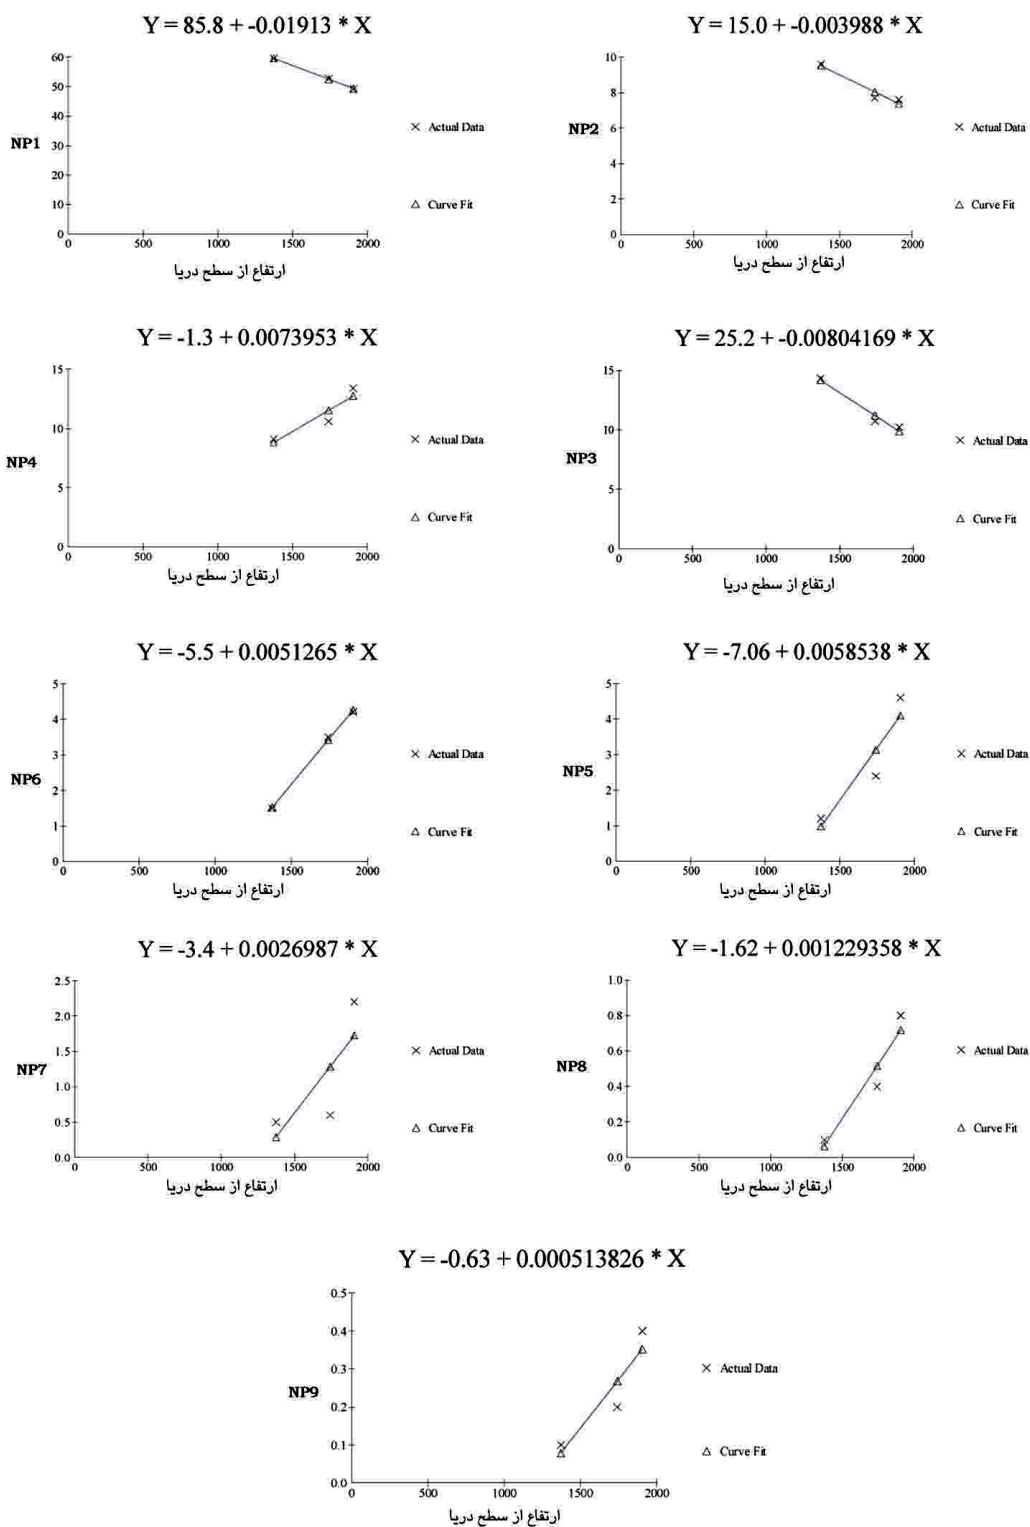 Y = 85.8 + -0.01913 * X
60
50
40
30
20
10
0
NP1
0 500 1000 1500 2000
ارتفاع از سطح دریا
× Actual Data
△ Curve Fit
Y = 15.0 + -0.003988 * X
10
8
6
4
2
0
NP2
0 500 1000 1500 2000
ارتفاع از سطح دریا
× Actual Data
△ Curve Fit
Y = -1.3 + 0.0073953 * X
15
10
5
0
NP4
0 500 1000 1500 2000
ارتفاع از سطح دریا
× Actual Data
△ Curve Fit
Y = 25.2 + -0.00804169 * X
15
10
5
0
NP3
0 500 1000 1500 2000
ارتفاع از سطح دریا
× Actual Data
△ Curve Fit
Y = -5.5 + 0.0051265 * X
5
4
3
2
1
0
NP6
0 500 1000 1500 2000
ارتفاع از سطح دریا
× Actual Data
△ Curve Fit
Y = -7.06 + 0.0058538 * X
5
4
3
2
1
0
NP5
0 500 1000 1500 2000
ارتفاع از سطح دریا
× Actual Data
△ Curve Fit
Y = -3.4 + 0.0026987 * X
2.5
2.0
1.5
1.0
0.5
0.0
NP7
0 500 1000 1500 2000
ارتفاع از سطح دریا
× Actual Data
△ Curve Fit
Y = -1.62 + 0.001229358 * X
1.0
0.8
0.6
0.4
0.2
0.0
NP8
0 500 1000 1500 2000
ارتفاع از سطح دریا
× Actual Data
△ Curve Fit
Y = -0.63 + 0.000513826 * X
0.5
0.4
0.3
0.2
0.1
0.0
NP9
0 500 1000 1500 2000
ارتفاع از سطح دریا
× Actual Data
△ Curve Fit